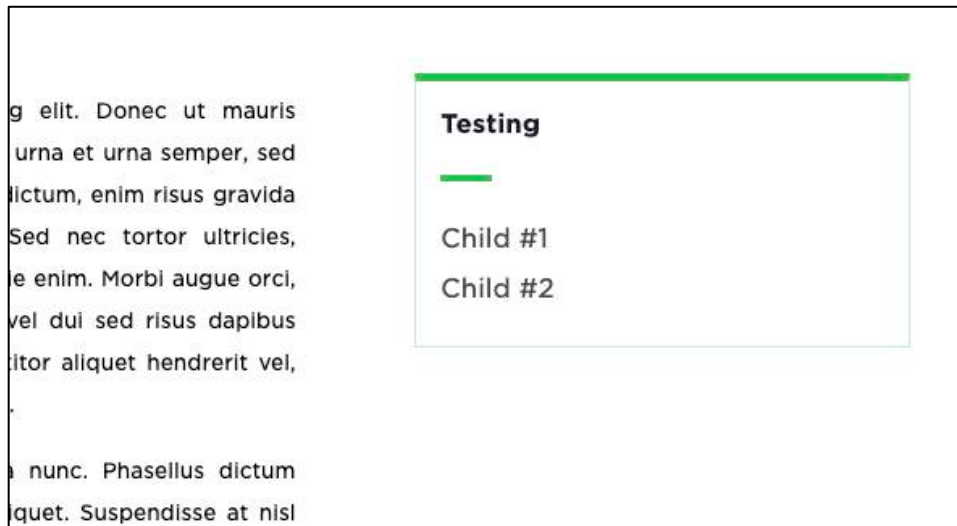 g elit. Donec ut mauris
urna et urna semper, sed
dictum, enim risus gravida
Sed nec tortor ultricies,
ie enim. Morbi augue orci,
vel dui sed risus dapibus
titor aliquet hendrerit vel,
.
a nunc. Phasellus dictum
iquet. Suspendisse at nisl
Testing
Child #1
Child #2